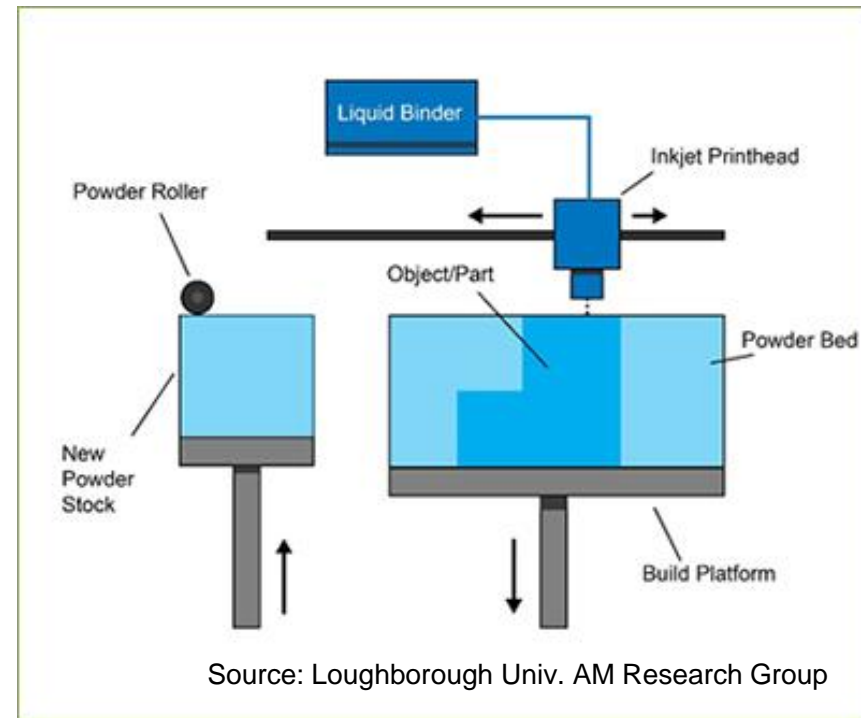 Liquid Binder
Inkjet Printhead
Powder Roller
Object/Part
Powder Bed
New
Powder
Stock
Build Platform
Source: Loughborough Univ. AM Research Group